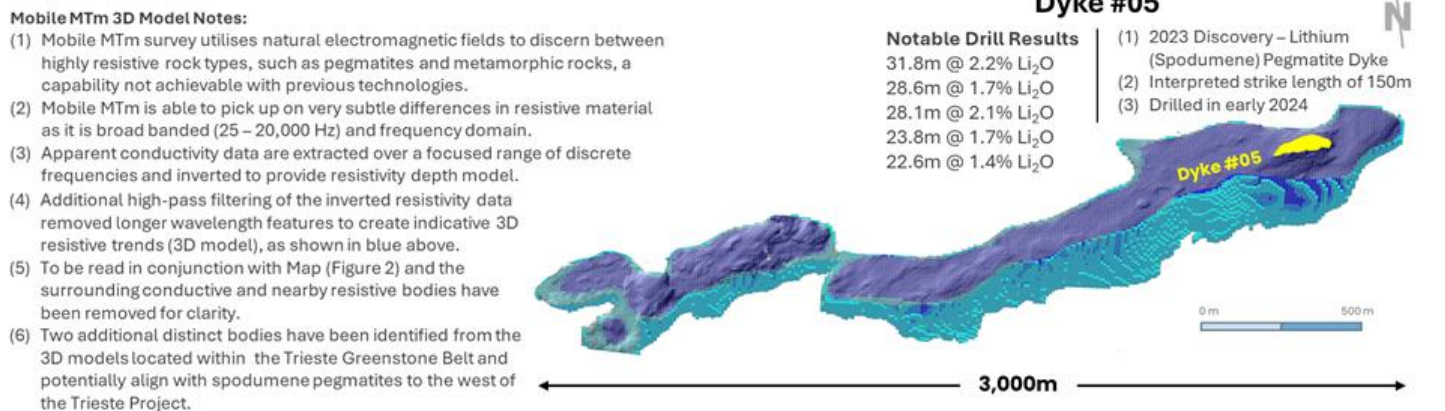 Mobile MTm 3D Model Notes:
(1) Mobile MTm survey utilises natural electromagnetic fields to discern between
highly resistive rock types, such as pegmatites and metamorphic rocks, a
capability not achievable with previous technologies.
(2) Mobile MTm is able to pick up on very subtle differences in resistive material
as it is broad banded (25 – 20,000 Hz) and frequency domain.
(3) Apparent conductivity data are extracted over a focused range of discrete
frequencies and inverted to provide resistivity depth model.
(4) Additional high-pass filtering of the inverted resistivity data
removed longer wavelength features to create indicative 3D
resistive trends (3D model), as shown in blue above.
(5) To be read in conjunction with Map (Figure 2) and the
surrounding conductive and nearby resistive bodies have
been removed for clarity.
(6) Two additional distinct bodies have been identified from the
3D models located within the Trieste Greenstone Belt and
potentially align with spodumene pegmatites to the west of
the Trieste Project.
Dyke #05
Notable Drill Results
31.8m @ 2.2% Li₂O
28.6m @ 1.7% Li₂O
28.1m @ 2.1% Li₂O
23.8m @ 1.7% Li₂O
22.6m @ 1.4% Li₂O
(1) 2023 Discovery – Lithium
(Spodumene) Pegmatite Dyke
(2) Interpreted strike length of 150m
(3) Drilled in early 2024
N
Dyke #05
0 m 500 m
3,000m